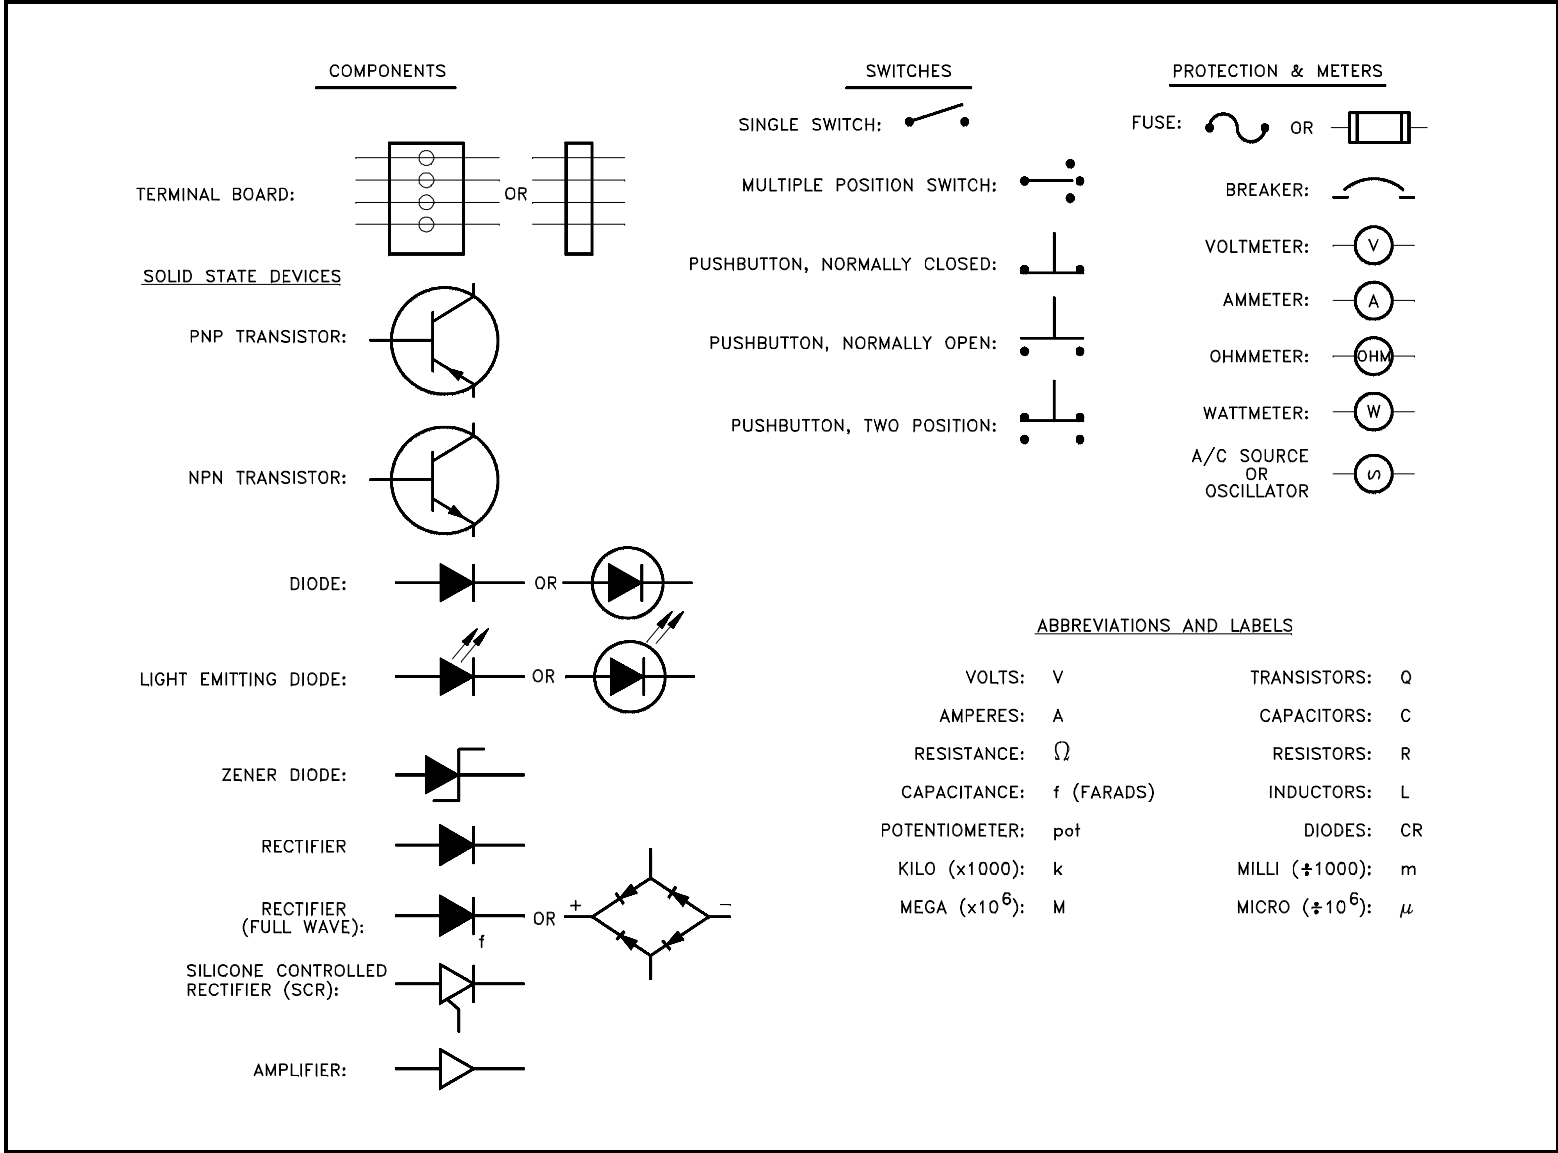 COMPONENTS
TERMINAL BOARD:
OR
SOLID STATE DEVICES
PNP TRANSISTOR:
NPN TRANSISTOR:
DIODE:
OR
LIGHT EMITTING DIODE:
OR
ZENER DIODE:
RECTIFIER
RECTIFIER
(FULL WAVE):
f
OR
+
−
SILICONE CONTROLLED
RECTIFIER (SCR):
AMPLIFIER:
SWITCHES
SINGLE SWITCH:
MULTIPLE POSITION SWITCH:
PUSHBUTTON, NORMALLY CLOSED:
PUSHBUTTON, NORMALLY OPEN:
PUSHBUTTON, TWO POSITION:
PROTECTION & METERS
FUSE:
OR
BREAKER:
VOLTMETER:
V
AMMETER:
A
OHMMETER:
OHM
WATTMETER:
W
A/C SOURCE
OR
OSCILLATOR
ABBREVIATIONS AND LABELS
VOLTS: V
AMPERES: A
RESISTANCE: Ω
CAPACITANCE: f (FARADS)
POTENTIOMETER: pot
KILO (x1000): k
MEGA (x10⁶): M
TRANSISTORS: Q
CAPACITORS: C
RESISTORS: R
INDUCTORS: L
DIODES: CR
MILLI (÷1000): m
MICRO (÷10⁶): μ